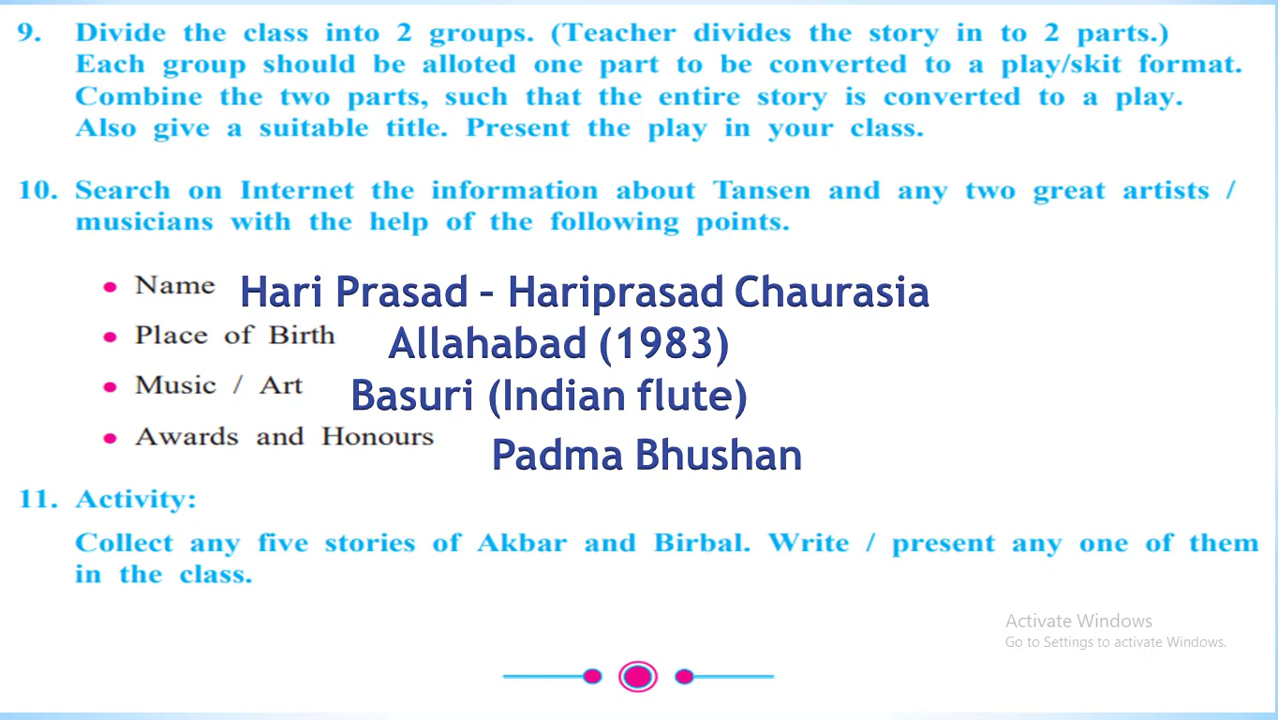 9. Divide the class into 2 groups. (Teacher divides the story in to 2 parts.)
Each group should be alloted one part to be converted to a play/skit format.
Combine the two parts, such that the entire story is converted to a play.
Also give a suitable title. Present the play in your class.
10. Search on Internet the information about Tansen and any two great artists /
musicians with the help of the following points.
• Name Hari Prasad – Hariprasad Chaurasia
• Place of Birth Allahabad (1983)
• Music / Art Basuri (Indian flute)
• Awards and Honours Padma Bhushan
11. Activity:
Collect any five stories of Akbar and Birbal. Write / present any one of them
in the class.
Activate Windows
Go to Settings to activate Windows.